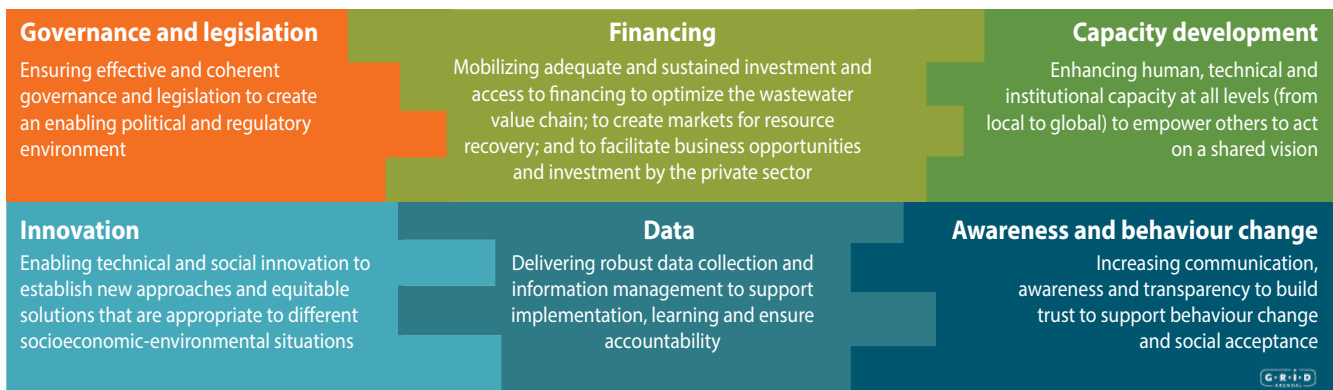 Governance and legislation
Ensuring effective and coherent
governance and legislation to create
an enabling political and regulatory
environment
Financing
Mobilizing adequate and sustained investment and
access to financing to optimize the wastewater
value chain; to create markets for resource
recovery; and to facilitate business opportunities
and investment by the private sector
Capacity development
Enhancing human, technical and
institutional capacity at all levels (from
local to global) to empower others to act
on a shared vision
Innovation
Enabling technical and social innovation to
establish new approaches and equitable
solutions that are appropriate to different
socioeconomic-environmental situations
Data
Delivering robust data collection and
information management to support
implementation, learning and ensure
accountability
Awareness and behaviour change
Increasing communication,
awareness and transparency to build
trust to support behaviour change
and social acceptance
G·R·I·D
ARENDAL